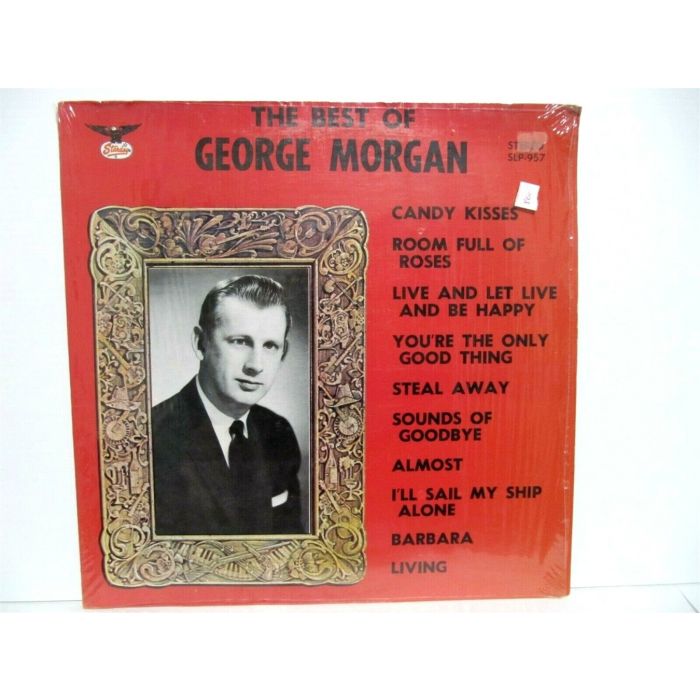 THE BEST OF
GEORGE MORGAN
Starday
SLP-957
CANDY KISSES
ROOM FULL OF
ROSES
LIVE AND LET LIVE
AND BE HAPPY
YOU'RE THE ONLY
GOOD THING
STEAL AWAY
SOUNDS OF
GOODBYE
ALMOST
I'LL SAIL MY SHIP
ALONE
BARBARA
LIVING